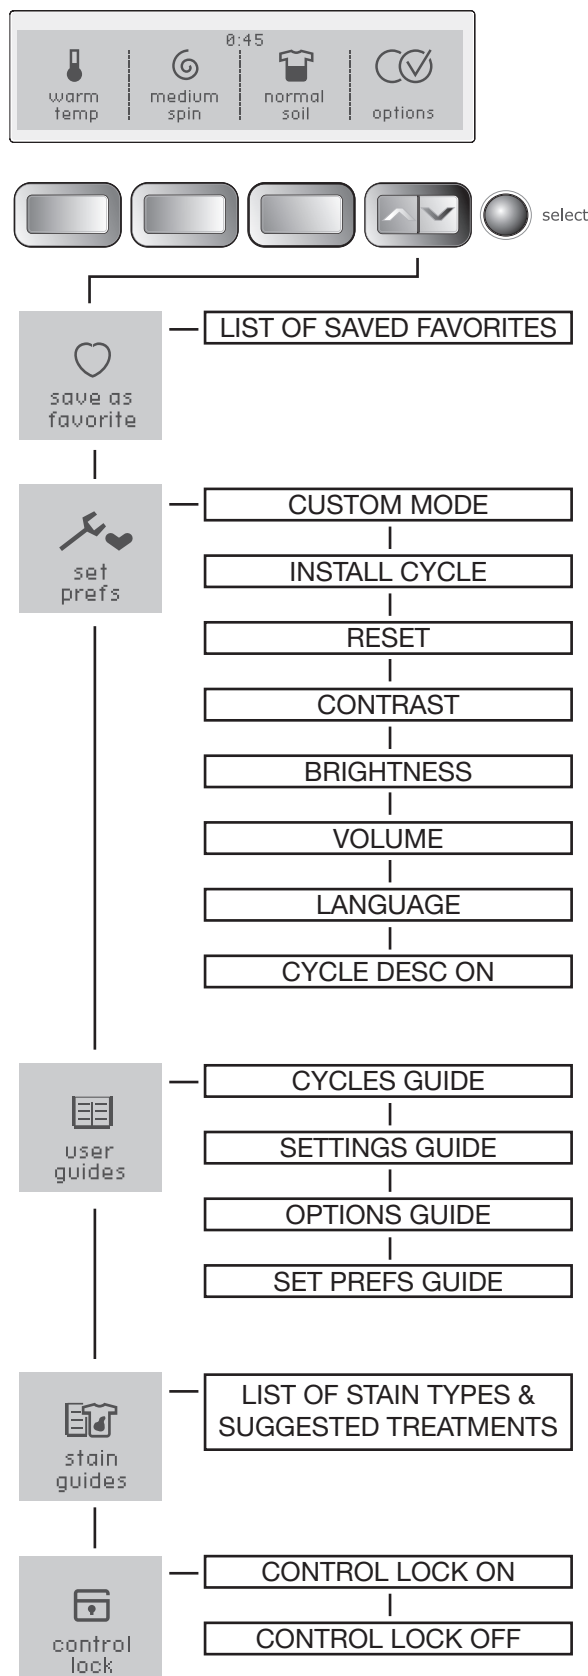 0:45
warm
temp
medium
spin
normal
soil
options
select
LIST OF SAVED FAVORITES
save as
favorite
set
prefs
CUSTOM MODE
INSTALL CYCLE
RESET
CONTRAST
BRIGHTNESS
VOLUME
LANGUAGE
CYCLE DESC ON
user
guides
CYCLES GUIDE
SETTINGS GUIDE
OPTIONS GUIDE
SET PREFS GUIDE
stain
guides
LIST OF STAIN TYPES &
SUGGESTED TREATMENTS
control
lock
CONTROL LOCK ON
CONTROL LOCK OFF